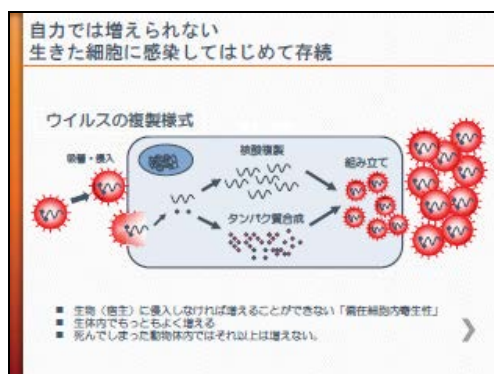 自力では増えられない
生きた細胞に感染してはじめて存続
ウイルスの複製様式
吸着・侵入
核酸複製
組み立て
タンパク質合成
■ 生物（宿主）に侵入しなければ増えることができない「偏在細胞内寄生性」
■ 生体内でもっともよく増える
■ 死んでしまった動物体内ではそれ以上は増えない。